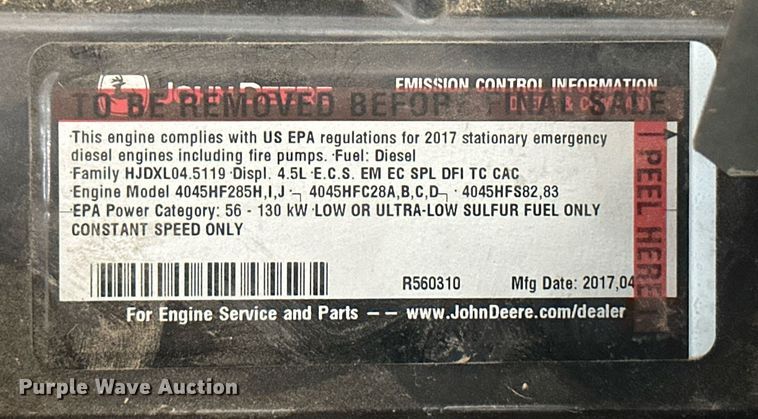 JOHN DEERE
EMISSION CONTROL INFORMATION
TO BE REMOVED BEFORE FINAL SALE
DEERE & COMPANY
·This engine complies with US EPA regulations for 2017 stationary emergency
diesel engines including fire pumps. ·Fuel: Diesel
·Family HJDXL04.5119 ·Displ. 4.5L ·E.C.S. EM EC SPL DFI TC CAC
·Engine Model 4045HF285H,I,J 4045HFC28A,B,C,D 4045HFS82,83
·EPA Power Category: 56 - 130 kW ·LOW OR ULTRA-LOW SULFUR FUEL ONLY
CONSTANT SPEED ONLY
PEEL HERE
R560310 Mfg Date: 2017,04
For Engine Service and Parts –– www.JohnDeere.com/dealer
Purple Wave Auction